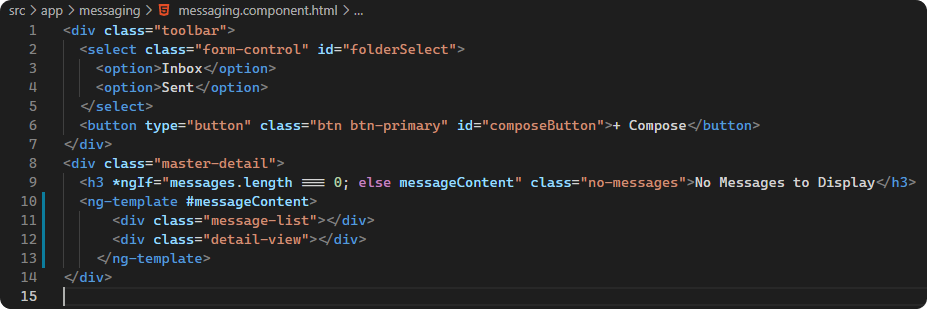 src > app > messaging > messaging.component.html > ...
1 <div class="toolbar">
2   <select class="form-control" id="folderSelect">
3     <option>Inbox</option>
4     <option>Sent</option>
5   </select>
6   <button type="button" class="btn btn-primary" id="composeButton">+ Compose</button>
7 </div>
8 <div class="master-detail">
9   <h3 *ngIf="messages.length === 0; else messageContent" class="no-messages">No Messages to Display</h3>
10   <ng-template #messageContent>
11       <div class="message-list"></div>
12       <div class="detail-view"></div>
13     </ng-template>
14 </div>
15